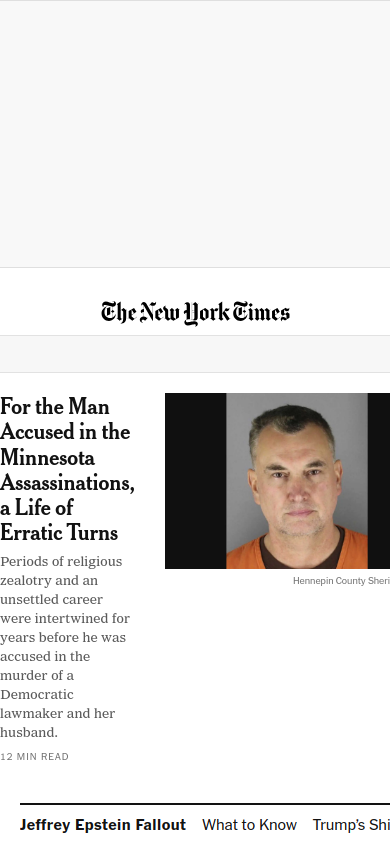 The New York Times
For the Man
Accused in the
Minnesota
Assassinations,
a Life of
Erratic Turns
Periods of religious
zealotry and an
unsettled career
were intertwined for
years before he was
accused in the
murder of a
Democratic
lawmaker and her
husband.
12 MIN READ
Hennepin County Sheri
Jeffrey Epstein Fallout What to Know Trump's Shi